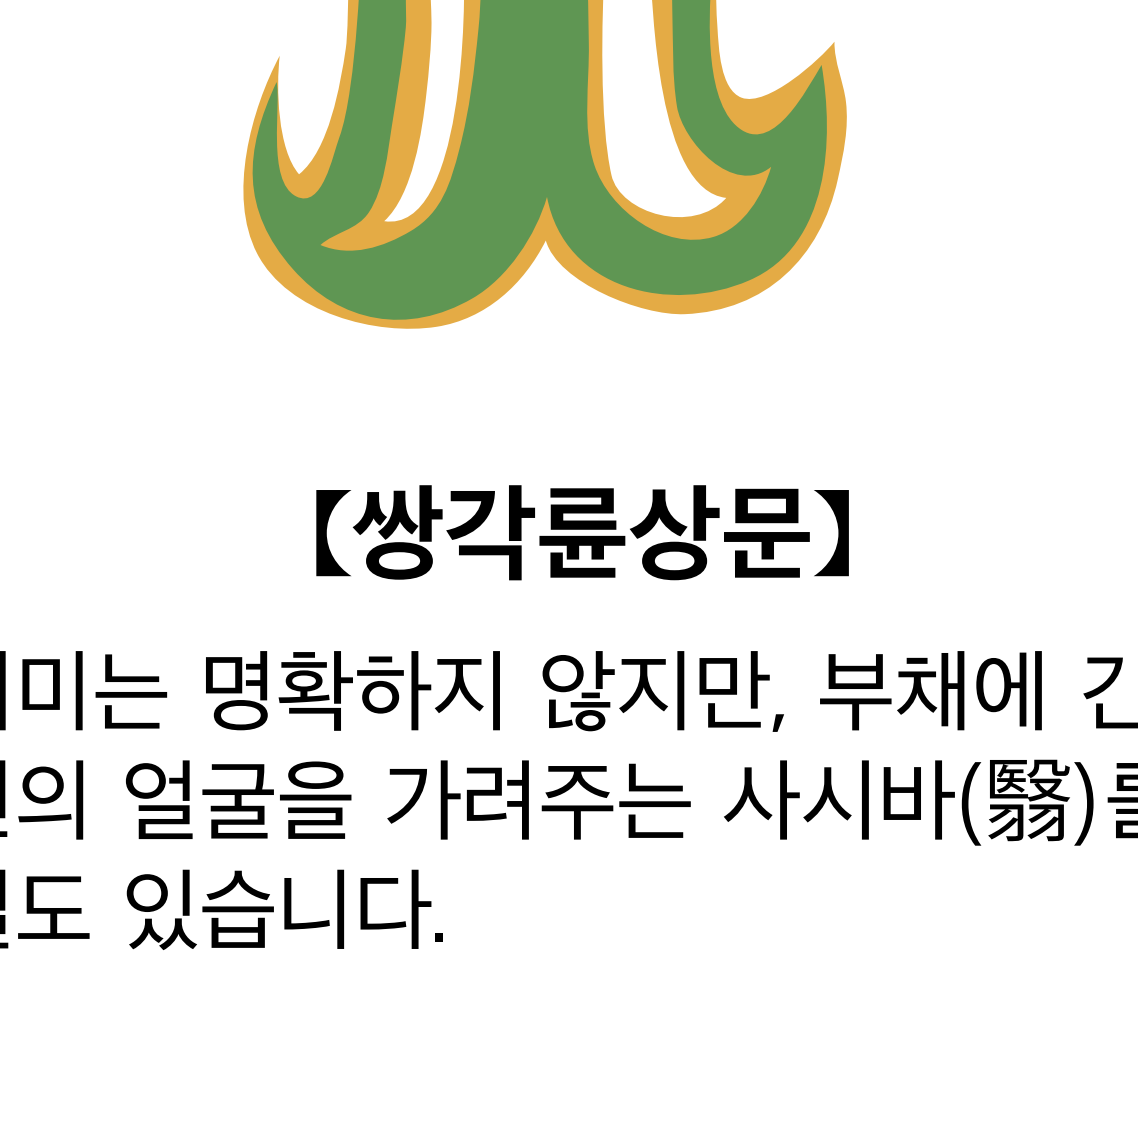 【쌍각륜상문】
미는 명확하지 않지만, 부채에
의 얼굴을 가려주는 사시바(翳)를
도 있습니다.